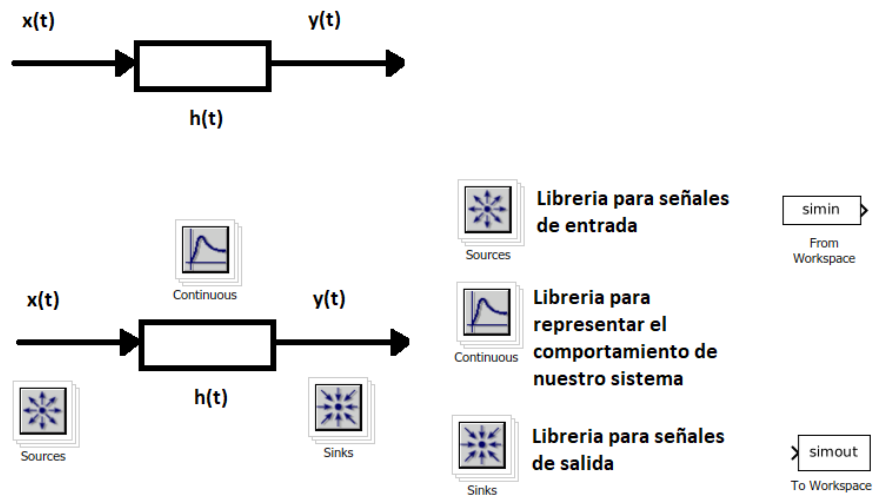 x(t)
y(t)
h(t)
Continuous
x(t)
y(t)
h(t)
Sources
Sinks
Sources
Libreria para señales
de entrada
simin
From
Workspace
Continuous
Libreria para
representar el
comportamiento de
nuestro sistema
Sinks
Libreria para señales
de salida
simout
To Workspace